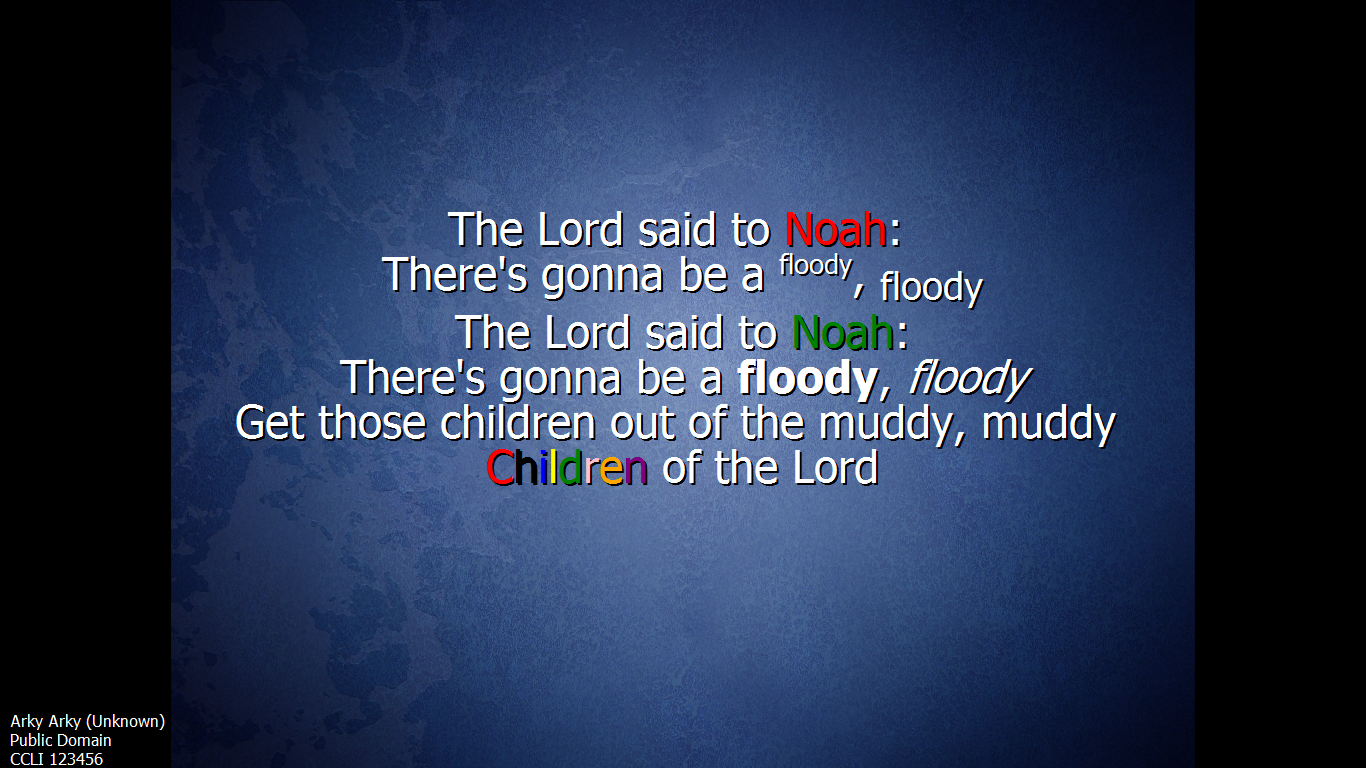 The Lord said to Noah:
There's gonna be a floody, floody
The Lord said to Noah:
There's gonna be a floody, floody
Get those children out of the muddy, muddy
Children of the Lord
Arky Arky (Unknown)
Public Domain
CCLI 123456